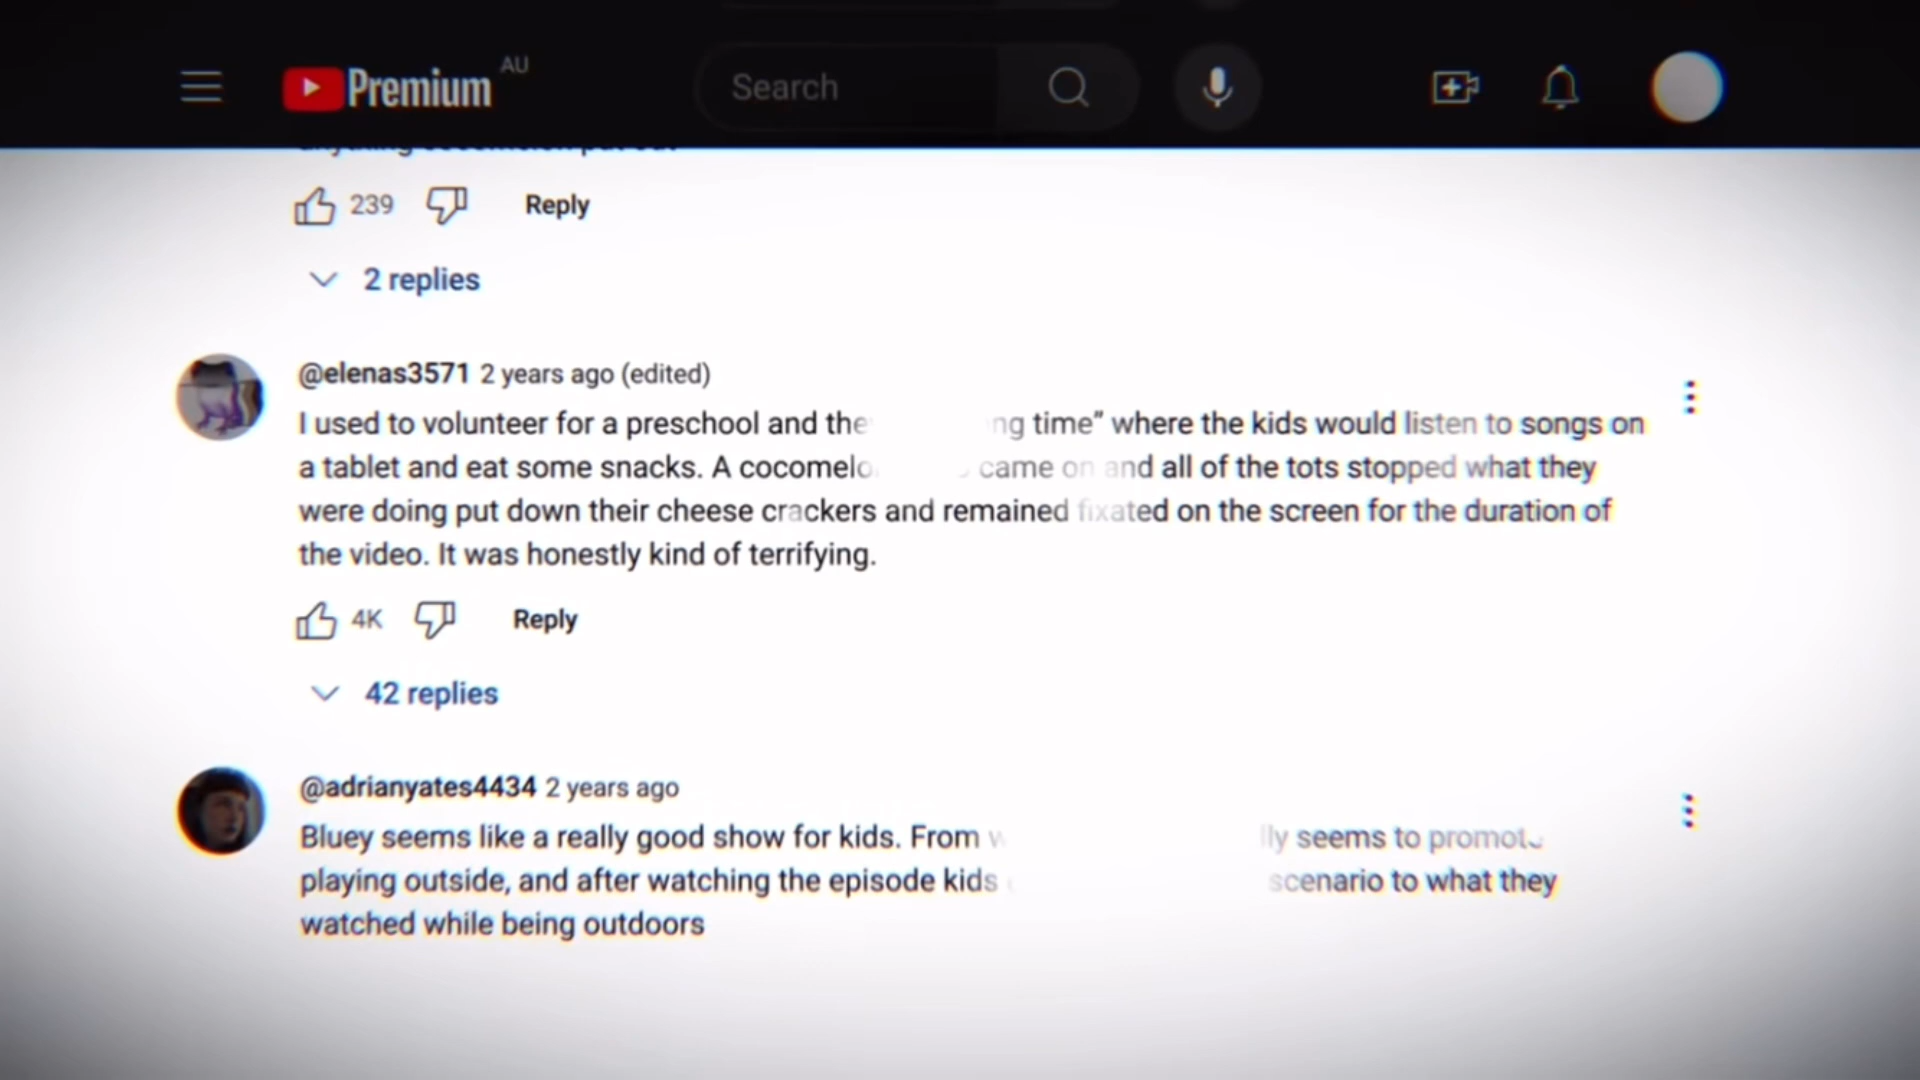 Premium AU
Search
239 Reply
2 replies
@elenas3571 2 years ago (edited)
I used to volunteer for a preschool and time” where the kids would listen to songs on
a tablet and eat some snacks. A came on and all of the tots stopped what they
were doing put down their cheese crackers and remained fixated on the screen for the duration of
the video. It was honestly kind of terrifying.
4K Reply
42 replies
@adrianyates4434 2 years ago
Bluey seems like a really good show for kids. From seems to promote
playing outside, and after watching the episode kids scenario to what they
watched while being outdoors